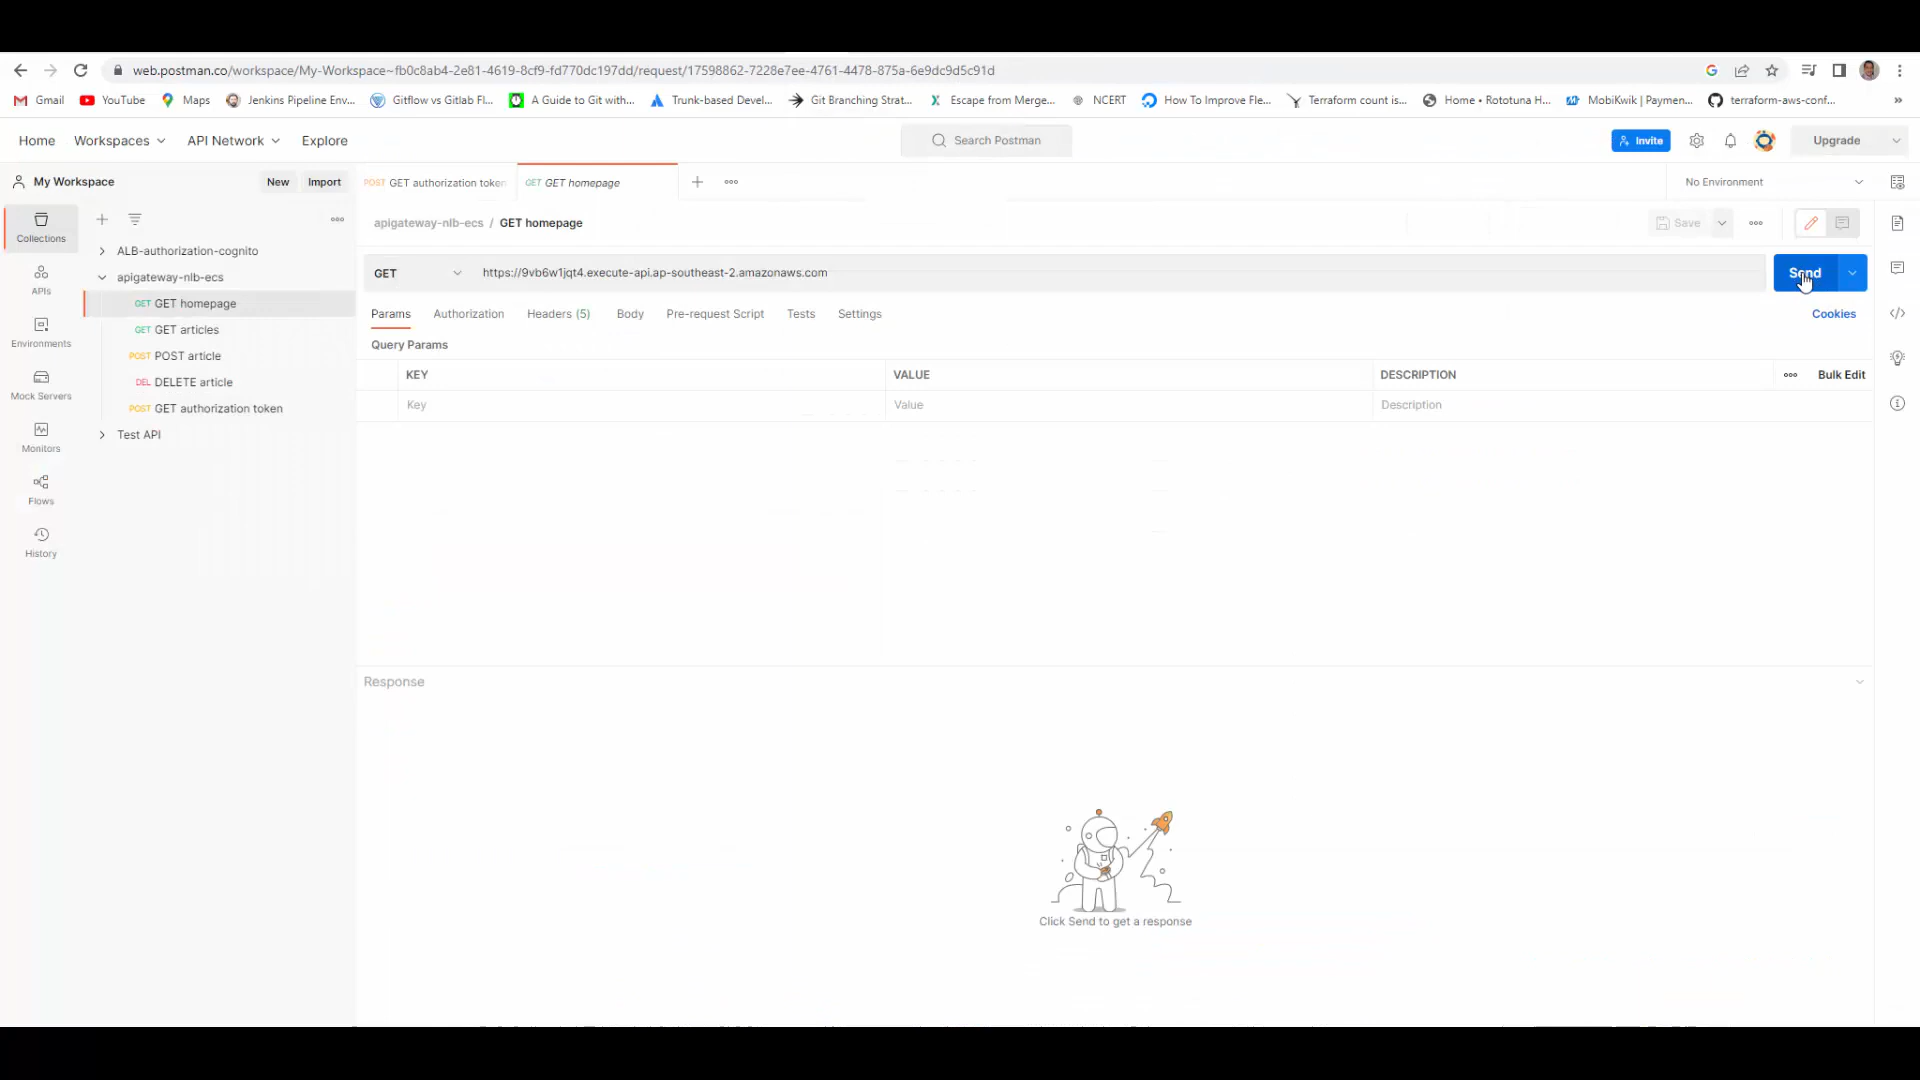 web.postman.co/workspace/My-Workspace~fb0c8ab4-2e81-4619-8cf9-fd770dc197dd/request/17598862-7228e7ee-4761-4478-875a-6e9dc9d5c91d
Gmail YouTube Maps Jenkins Pipeline Env... Gitflow vs Gitlab Fl... A Guide to Git with... Trunk-based Devel... Git Branching Strat... Escape from Merge... NCERT How To Improve Fle... Terraform count is... Home • Rototuna H... MobiKwik | Paymen... terraform-aws-conf... »
Home Workspaces API Network Explore Search Postman Invite Upgrade
My Workspace New Import POST GET authorization token GET GET homepage No Environment
Collections
apigateway-nlb-ecs / GET homepage Save
ALB-authorization-cognito
apigateway-nlb-ecs
GET https://9vb6w1jqt4.execute-api.ap-southeast-2.amazonaws.com Send
APIs
GET GET homepage
Params Authorization Headers (5) Body Pre-request Script Tests Settings Cookies
GET GET articles
Environments
Query Params
POST POST article
KEY VALUE DESCRIPTION Bulk Edit
DEL DELETE article
Mock Servers
Key Value Description
POST GET authorization token
Test API
Monitors
Flows
History
Response
Click Send to get a response